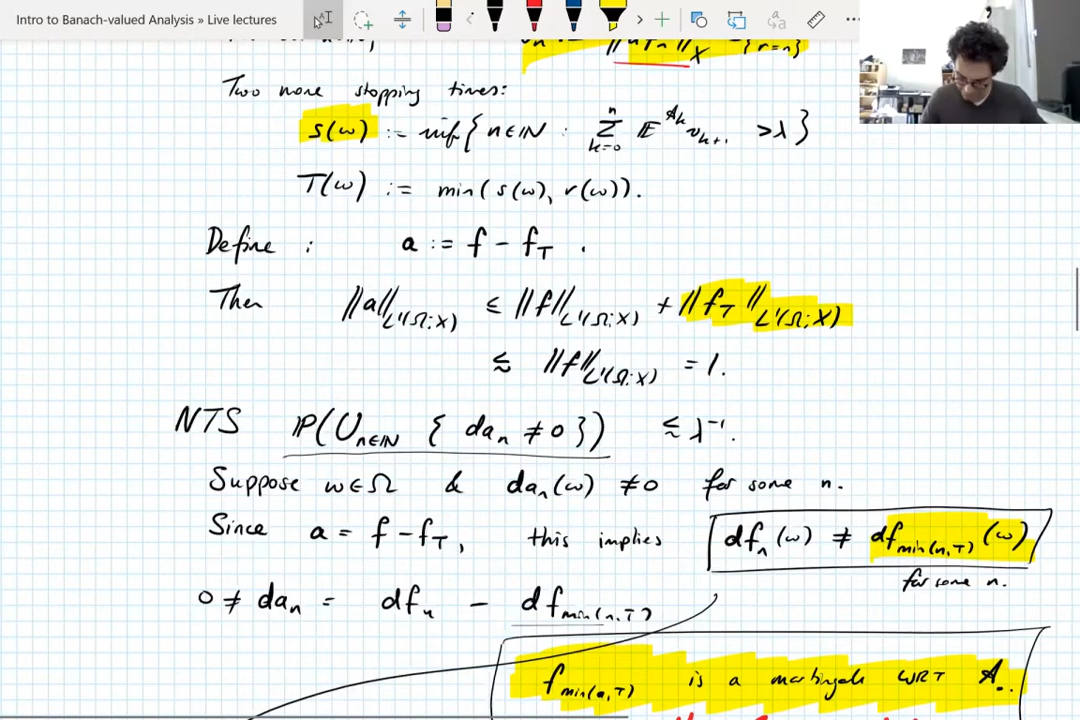 Intro to Banach-valued Analysis » Live lectures
Two more stopping times:
s(ω) := inf{ n∈ℕ : Σ_{k=0}^{n} 𝔼^{A_k} v_{k+1} > λ }
T(ω) := min(s(ω), r(ω)).
Define : a := f - f_T .
Then ‖a‖_{L¹(Ω;X)} ≤ ‖f‖_{L¹(Ω;X)} + ‖f_T‖_{L¹(Ω;X)}
≲ ‖f‖_{L¹(Ω;X)} = 1.
NTS ℙ(∪_{n∈ℕ} { da_n ≠ 0 }) ≲ λ⁻¹.
Suppose ω∈Ω & da_n(ω) ≠ 0 for some n.
Since a = f - f_T, this implies df_n(ω) ≠ df_{min(n,T)}(ω)
for some n.
0 ≠ da_n = df_n - df_{min(n,T)}
f_{min(n,T)} is a martingale WRT A.